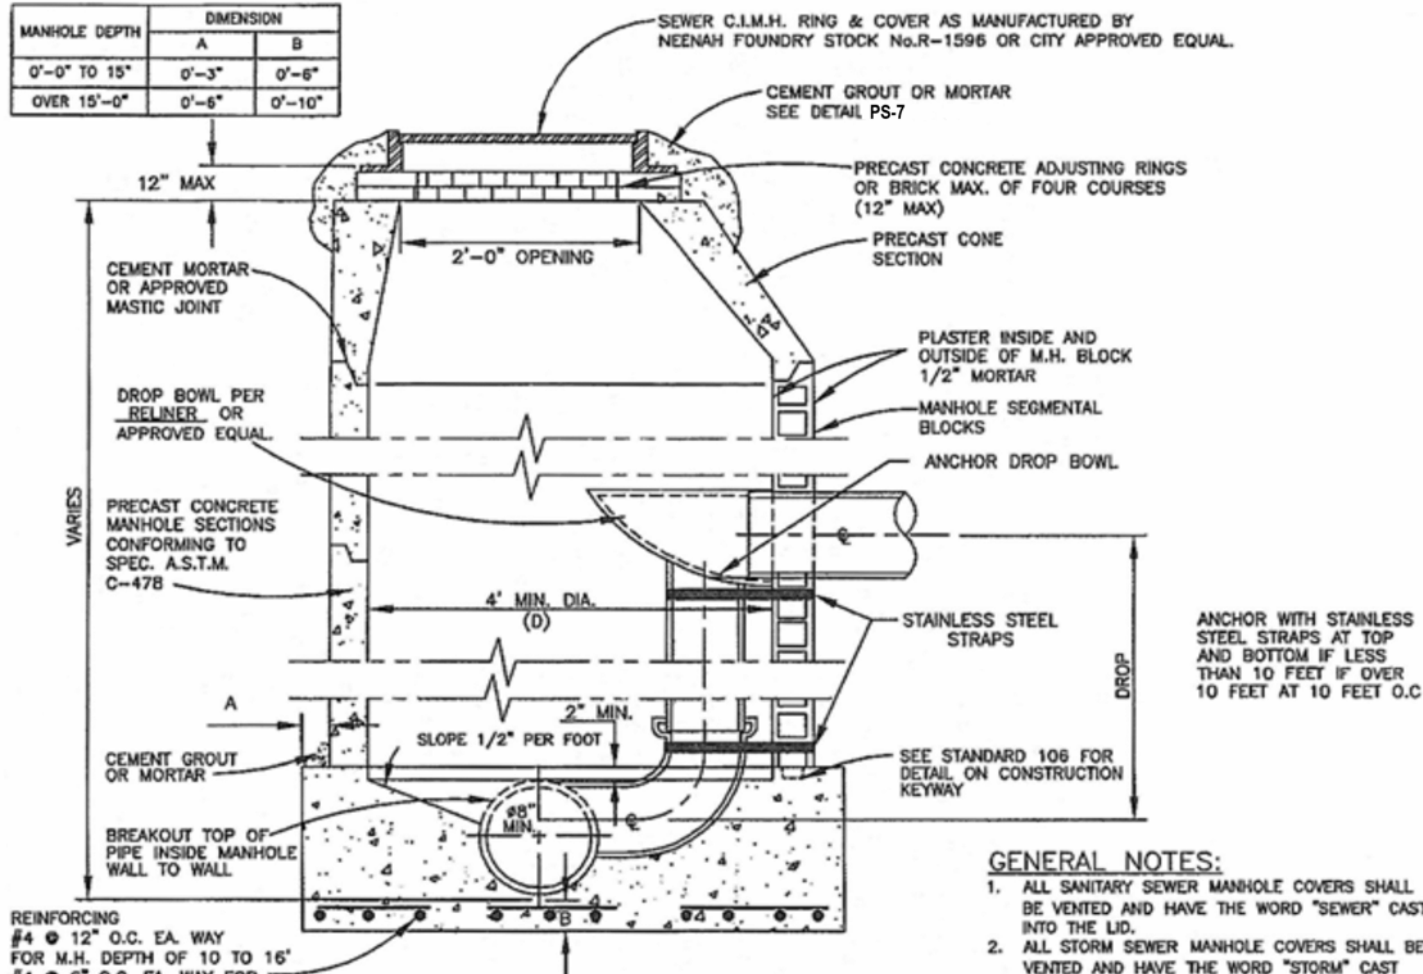 MANHOLE DEPTH
DIMENSION
A B
0'-0" TO 15" 0'-3" 0'-6"
OVER 15'-0" 0'-6" 0'-10"
SEWER C.I.M.H. RING & COVER AS MANUFACTURED BY
NEENAH FOUNDRY STOCK No.R-1596 OR CITY APPROVED EQUAL.
CEMENT GROUT OR MORTAR
SEE DETAIL PS-7
12" MAX
PRECAST CONCRETE ADJUSTING RINGS
OR BRICK MAX. OF FOUR COURSES
(12" MAX)
PRECAST CONE
SECTION
2'-0" OPENING
CEMENT MORTAR
OR APPROVED
MASTIC JOINT
PLASTER INSIDE AND
OUTSIDE OF M.H. BLOCK
1/2" MORTAR
DROP BOWL PER
RELINER OR
APPROVED EQUAL
MANHOLE SEGMENTAL
BLOCKS
ANCHOR DROP BOWL
VARIES
PRECAST CONCRETE
MANHOLE SECTIONS
CONFORMING TO
SPEC. A.S.T.M.
C-478
4' MIN. DIA.
(D)
STAINLESS STEEL
STRAPS
DROP
ANCHOR WITH STAINLESS
STEEL STRAPS AT TOP
AND BOTTOM IF LESS
THAN 10 FEET IF OVER
10 FEET AT 10 FEET O.C
A
2" MIN.
SLOPE 1/2" PER FOOT
CEMENT GROUT
OR MORTAR
SEE STANDARD 106 FOR
DETAIL ON CONSTRUCTION
KEYWAY
ø8"
MIN.
BREAKOUT TOP OF
PIPE INSIDE MANHOLE
WALL TO WALL
B
REINFORCING
#4 @ 12" O.C. EA. WAY
FOR M.H. DEPTH OF 10 TO 16'
GENERAL NOTES:
1. ALL SANITARY SEWER MANHOLE COVERS SHALL
BE VENTED AND HAVE THE WORD "SEWER" CAST
INTO THE LID.
2. ALL STORM SEWER MANHOLE COVERS SHALL BE
VENTED AND HAVE THE WORD "STORM" CAST